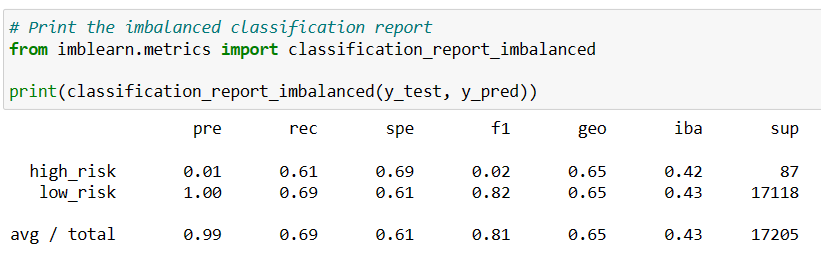 # Print the imbalanced classification report
from imblearn.metrics import classification_report_imbalanced
print(classification_report_imbalanced(y_test, y_pred))
pre rec spe f1 geo iba sup
high_risk 0.01 0.61 0.69 0.02 0.65 0.42 87
low_risk 1.00 0.69 0.61 0.82 0.65 0.43 17118
avg / total 0.99 0.69 0.61 0.81 0.65 0.43 17205